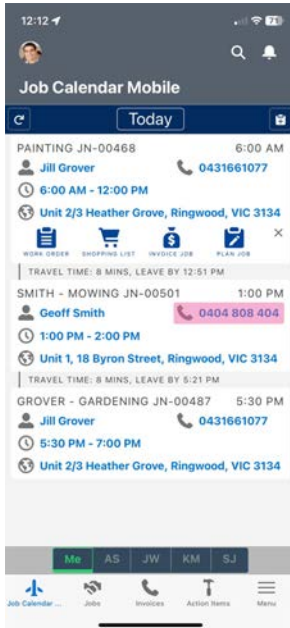 12:12
71
Job Calendar Mobile
Today
PAINTING JN-00468 6:00 AM
Jill Grover 0431661077
6:00 AM - 12:00 PM
Unit 2/3 Heather Grove, Ringwood, VIC 3134
WORK ORDER SHOPPING LIST INVOICE JOB PLAN JOB
TRAVEL TIME: 8 MINS, LEAVE BY 12:51 PM
SMITH - MOWING JN-00501 1:00 PM
Geoff Smith 0404 808 404
1:00 PM - 2:00 PM
Unit 1, 18 Byron Street, Ringwood, VIC 3134
TRAVEL TIME: 8 MINS, LEAVE BY 5:21 PM
GROVER - GARDENING JN-00487 5:30 PM
Jill Grover 0431661077
5:30 PM - 7:00 PM
Unit 2/3 Heather Grove, Ringwood, VIC 3134
Me AS JW KM SJ
Job Calendar ... Jobs Invoices Action Items Menu